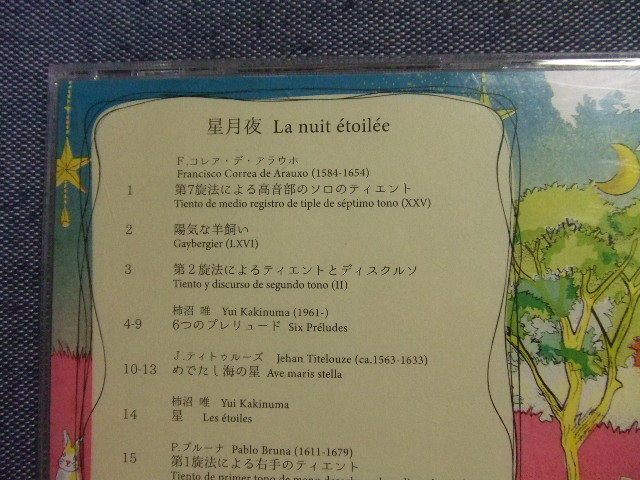 星月夜 La nuit étoilée
F.コレア・デ・アラウホ
Francisco Correa de Arauxo (1584-1654)
1 第7旋法による高音部のソロのティエント
Tiento de medio registro de tiple de séptimo tono (XXV)
2 陽気な羊飼い
Gaybergier (LXVI)
3 第2旋法によるティエントとディスクルソ
Tiento y discurso de segundo tono (II)
柿沼 唯 Yui Kakinuma (1961-)
4-9 6つのプレリュード Six Préludes
J.ティトゥルーズ Jehan Titelouze (ca.1563-1633)
10-13 めでたし海の星 Ave maris stella
柿沼 唯 Yui Kakinuma
14 星 Les étoiles
P.ブルーナ Pablo Bruna (1611-1679)
15 第1旋法による右手のティエント
Tiento de primer tono de mano